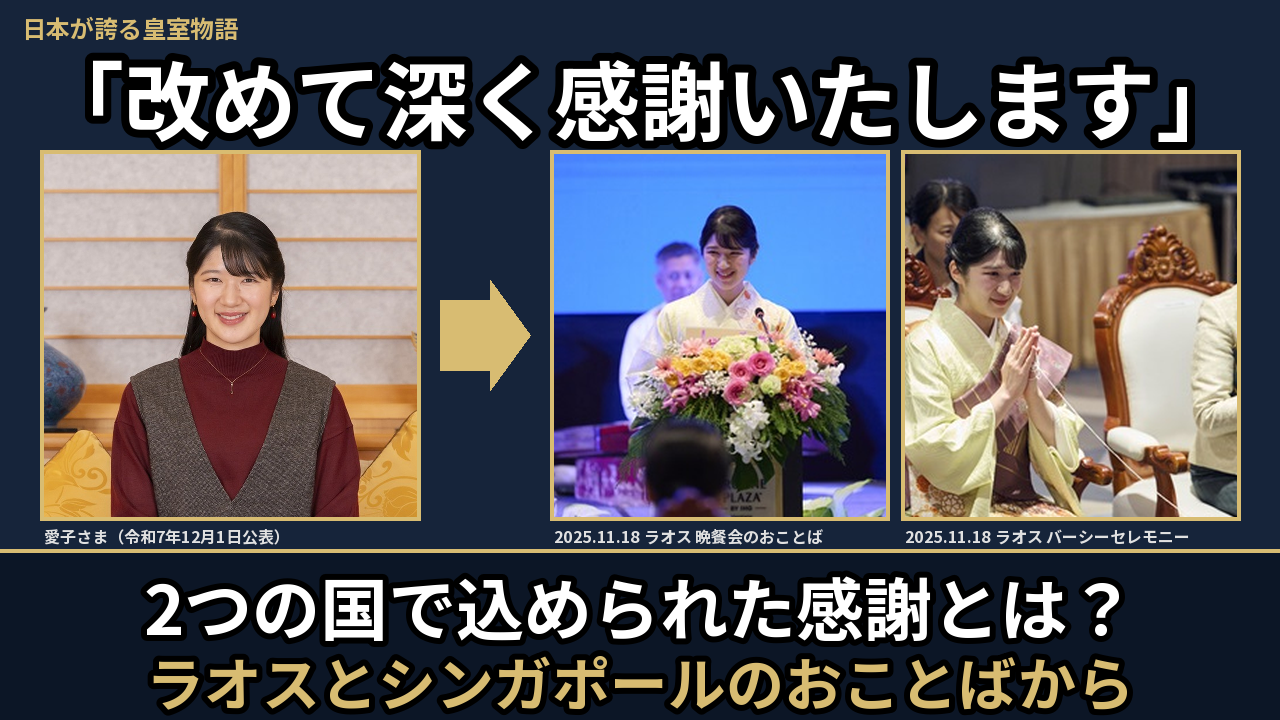 日本が誇る皇室物語
「改めて深く感謝いたします」
PLAZA
BY IHG
愛子さま（令和7年12月1日公表）
2025.11.18 ラオス 晩餐会のおことば
2025.11.18 ラオス バーシーセレモニー
2つの国で込められた感謝とは？
ラオスとシンガポールのおことばから